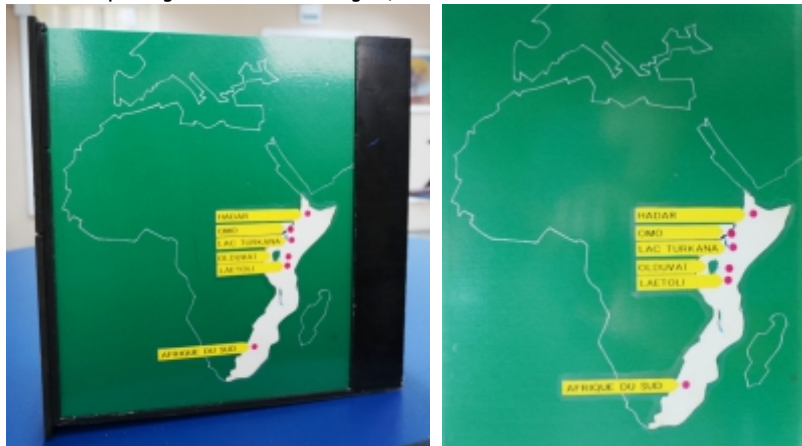 HADAR
OMO
LAC TURKANA
OLDUVAI
LAETOLI
AFRIQUE DU SUD
HADAR
OMO
LAC TURKANA
OLDUVAI
LAETOLI
AFRIQUE DU SUD